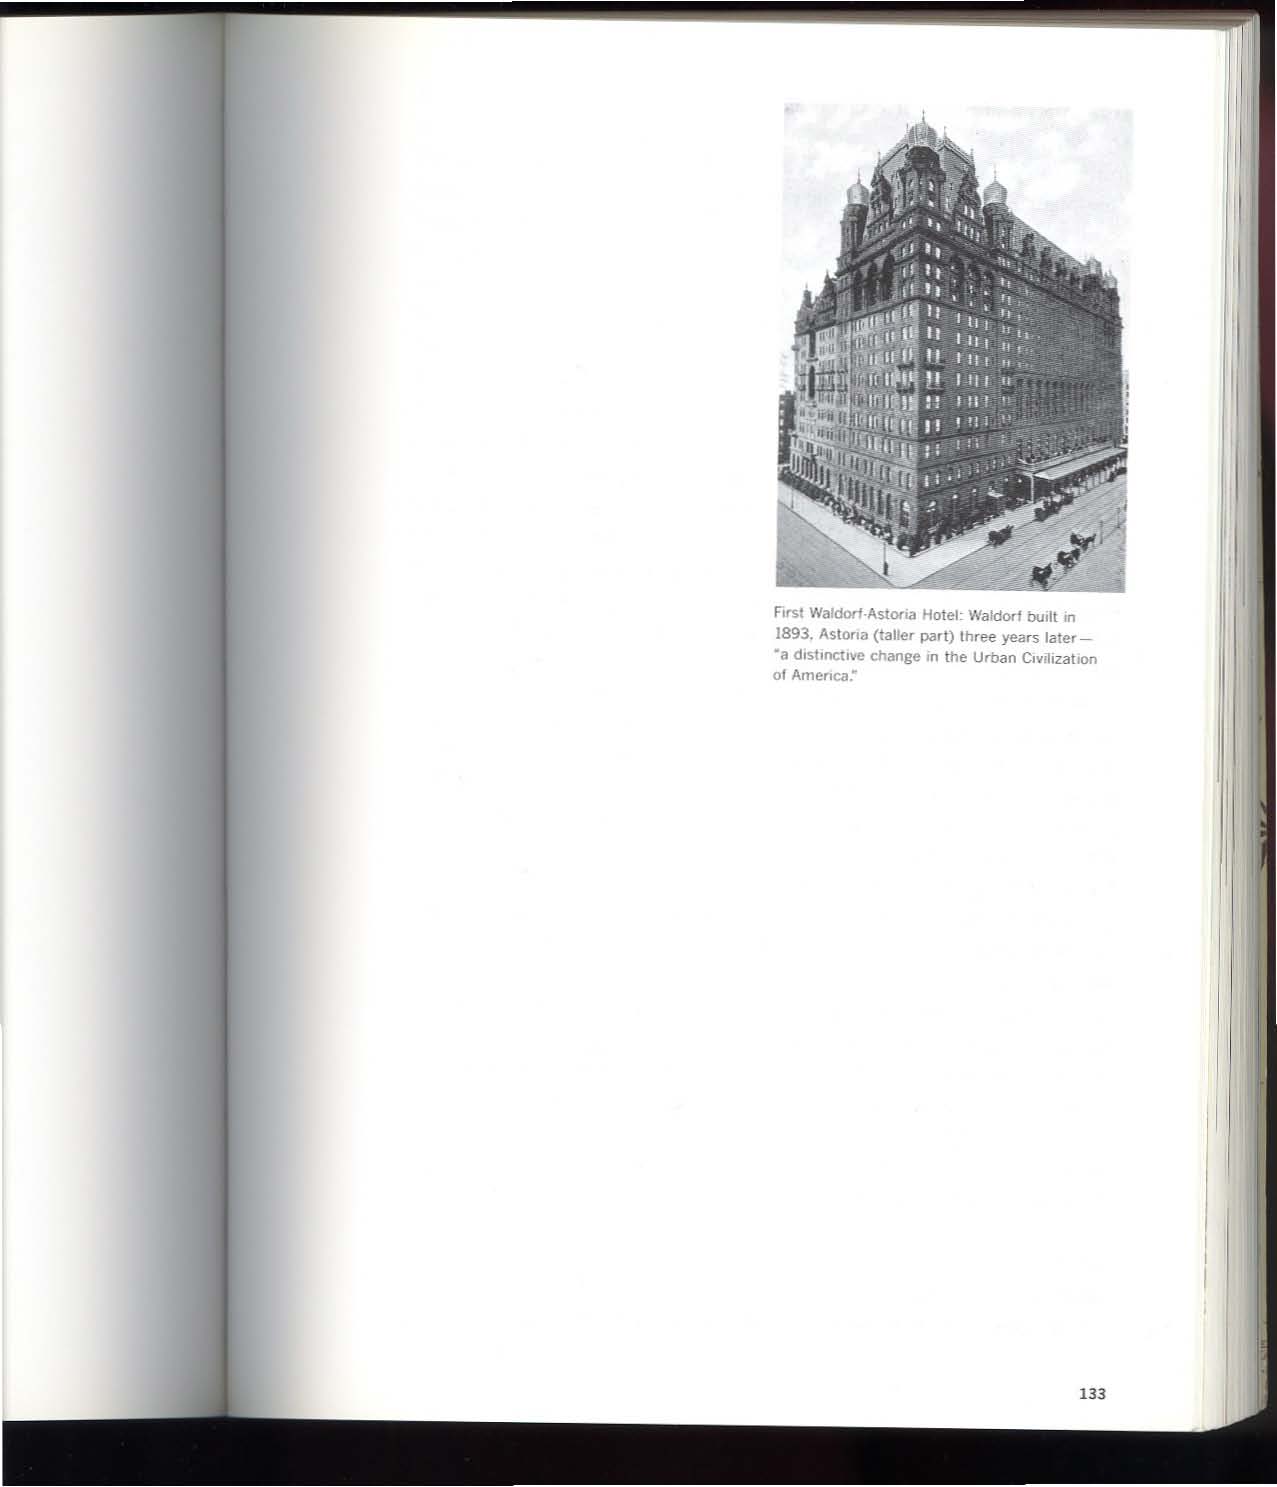 First Waldorf-Astoria Hotel: Waldorf built in
1893, Astoria (taller part) three years later—
"a distinctive change in the Urban Civilization
of America."
133